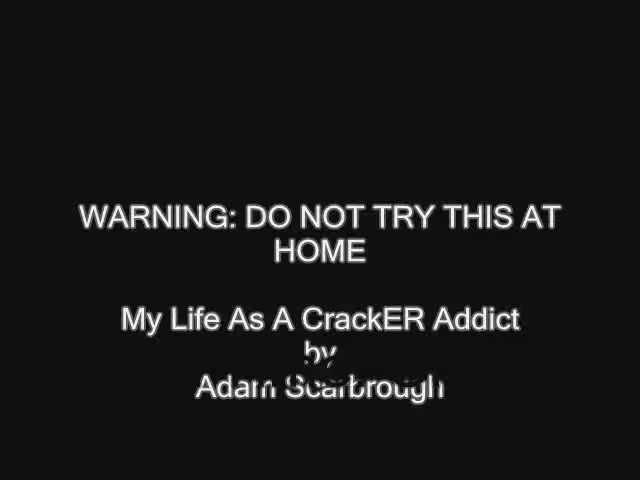 WARNING: DO NOT TRY THIS AT
HOME
My Life As A CrackER Addict
by
Adam Scarbrough